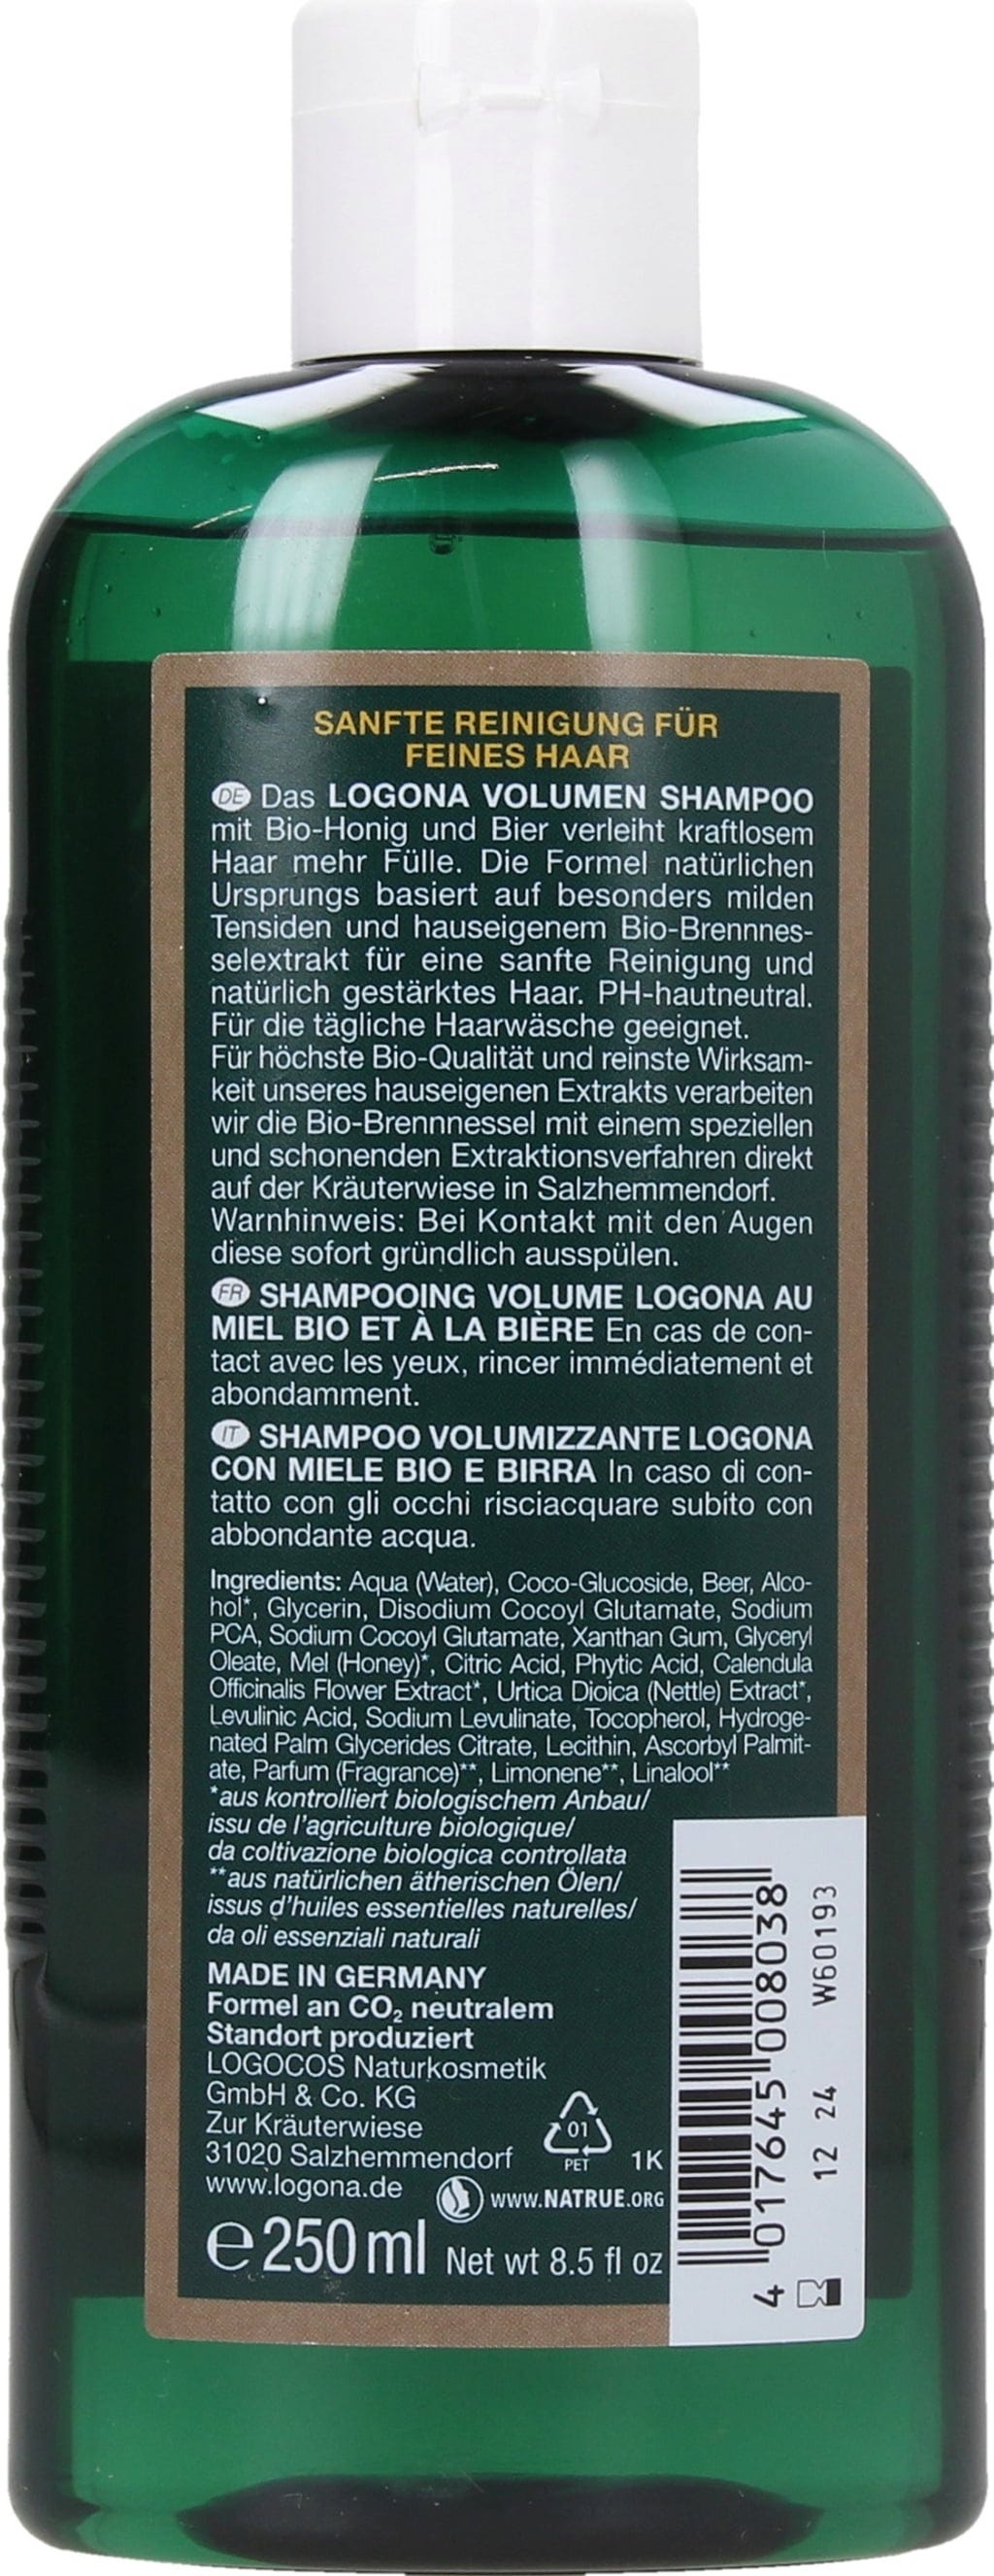 SANFTE REINIGUNG FÜR
FEINES HAAR
DE Das LOGONA VOLUMEN SHAMPOO
mit Bio-Honig und Bier verleiht kraftlosem
Haar mehr Fülle. Die Formel natürlichen
Ursprungs basiert auf besonders milden
Tensiden und hauseigenem Bio-Brennnes-
selextrakt für eine sanfte Reinigung und
natürlich gestärktes Haar. PH-hautneutral.
Für die tägliche Haarwäsche geeignet.
Für höchste Bio-Qualität und reinste Wirksam-
keit unseres hauseigenen Extrakts verarbeiten
wir die Bio-Brennnessel mit einem speziellen
und schonenden Extraktionsverfahren direkt
auf der Kräuterwiese in Salzhemmendorf.
Warnhinweis: Bei Kontakt mit den Augen
diese sofort gründlich ausspülen.
FR SHAMPOOING VOLUME LOGONA AU
MIEL BIO ET À LA BIÈRE En cas de con-
tact avec les yeux, rincer immédiatement et
abondamment.
IT SHAMPOO VOLUMIZZANTE LOGONA
CON MIELE BIO E BIRRA In caso di con-
tatto con gli occhi risciacquare subito con
abbondante acqua.
Ingredients: Aqua (Water), Coco-Glucoside, Beer, Alco-
hol*, Glycerin, Disodium Cocoyl Glutamate, Sodium
PCA, Sodium Cocoyl Glutamate, Xanthan Gum, Glyceryl
Oleate, Mel (Honey)*, Citric Acid, Phytic Acid, Calendula
Officinalis Flower Extract*, Urtica Dioica (Nettle) Extract*,
Levulinic Acid, Sodium Levulinate, Tocopherol, Hydroge-
nated Palm Glycerides Citrate, Lecithin, Ascorbyl Palmit-
ate, Parfum (Fragrance)**, Limonene**, Linalool**
*aus kontrolliert biologischem Anbau/
issu de l'agriculture biologique/
da coltivazione biologica controllata
**aus natürlichen ätherischen Ölen/
issus d'huiles essentielles naturelles/
da oli essenziali naturali
MADE IN GERMANY
Formel an CO₂ neutralem
Standort produziert
LOGOCOS Naturkosmetik
GmbH & Co. KG
Zur Kräuterwiese
31020 Salzhemmendorf
www.logona.de
01
PET
1K
WWW.NATRUE.ORG
e 250 ml Net wt 8.5 fl oz
4 017645 008038
12 24 W60193